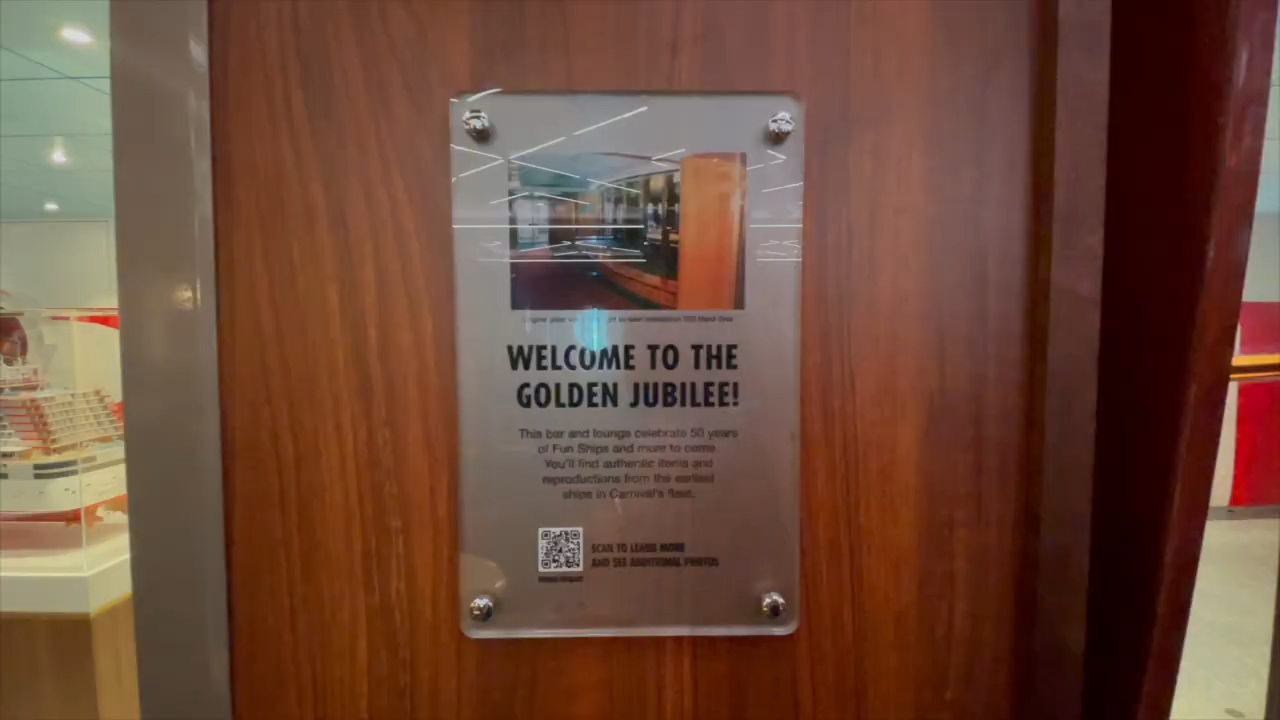 WELCOME TO THE
GOLDEN JUBILEE!
This bar and lounge celebrate 50 years
of Fun Ships and more to come.
You'll find authentic items and
reproductions from the earliest
ships in Carnival's fleet.
SCAN TO LEARN MORE
AND SEE ADDITIONAL PHOTOS